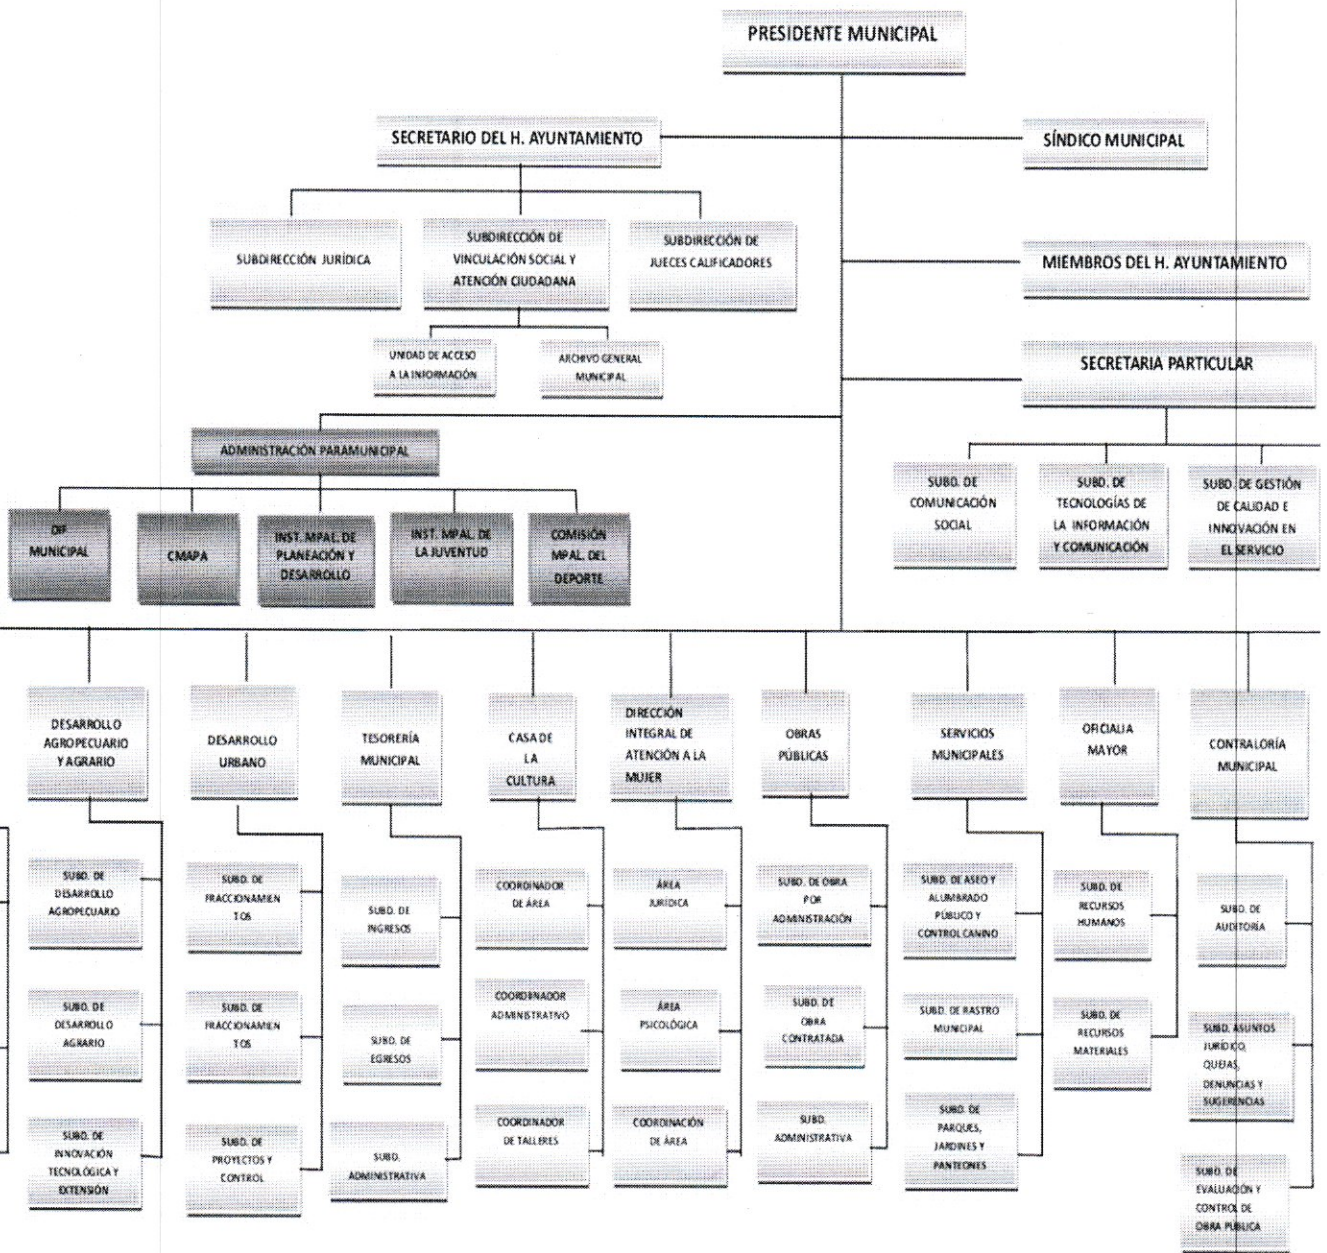 PRESIDENTE MUNICIPAL
SECRETARIO DEL H. AYUNTAMIENTO
SÍNDICO MUNICIPAL
SUBDIRECCIÓN JURÍDICA
SUBDIRECCIÓN DE
VINCULACIÓN SOCIAL Y
ATENCIÓN CIUDADANA
SUBDIRECCIÓN DE
JUECES CALIFICADORES
MIEMBROS DEL H. AYUNTAMIENTO
UNIDAD DE ACCESO
A LA INFORMACIÓN
ARCHIVO GENERAL
MUNICIPAL
SECRETARIA PARTICULAR
ADMINISTRACIÓN PARAMUNICIPAL
SUBD. DE
COMUNICACIÓN
SOCIAL
SUBD. DE
TECNOLOGÍAS DE
LA INFORMACIÓN
Y COMUNICACIÓN
SUBD. DE GESTIÓN
DE CALIDAD E
INNOVACIÓN EN
EL SERVICIO
DIF
MUNICIPAL
CMAPA
INST. MPAL. DE
PLANEACIÓN Y
DESARROLLO
INST. MPAL. DE
LA JUVENTUD
COMISIÓN
MPAL. DEL
DEPORTE
DESARROLLO
AGROPECUARIO
Y AGRARIO
DESARROLLO
URBANO
TESORERÍA
MUNICIPAL
CASA DE
LA
CULTURA
DIRECCIÓN
INTEGRAL DE
ATENCIÓN A LA
MUJER
OBRAS
PÚBLICAS
SERVICIOS
MUNICIPALES
OFICIALIA
MAYOR
CONTRALORÍA
MUNICIPAL
SUBD. DE
DESARROLLO
AGROPECUARIO
SUBD. DE
FRACCIONAMIEN
TOS
SUBD. DE
INGRESOS
COORDINADOR
DE ÁREA
ÁREA
JURÍDICA
SUBD. DE OBRA
POR
ADMINISTRACIÓN
SUBD. DE ASEO Y
ALUMBRADO
PÚBLICO Y
CONTROL CANINO
SUBD. DE
RECURSOS
HUMANOS
SUBD. DE
AUDITORÍA
SUBD. DE
DESARROLLO
AGRARIO
SUBD. DE
FRACCIONAMIEN
TOS
SUBD. DE
EGRESOS
COORDINADOR
ADMINISTRATIVO
ÁREA
PSICOLÓGICA
SUBD. DE
OBRA
CONTRATADA
SUBD. DE RASTRO
MUNICIPAL
SUBD. DE
RECURSOS
MATERIALES
SUBD. ASUNTOS
JURÍDICO,
QUEJAS,
DENUNCIAS Y
SUGERENCIAS
SUBD. DE
INNOVACIÓN
TECNOLÓGICA Y
EXTENSIÓN
SUBD. DE
PROYECTOS Y
CONTROL
SUBD.
ADMINISTRATIVA
COORDINADOR
DE TALLERES
COORDINACIÓN
DE ÁREA
SUBD.
ADMINISTRATIVA
SUBD. DE
PARQUES,
JARDINES Y
PANTEONES
SUBD. DE
EVALUACIÓN Y
CONTROL DE
OBRA PÚBLICA